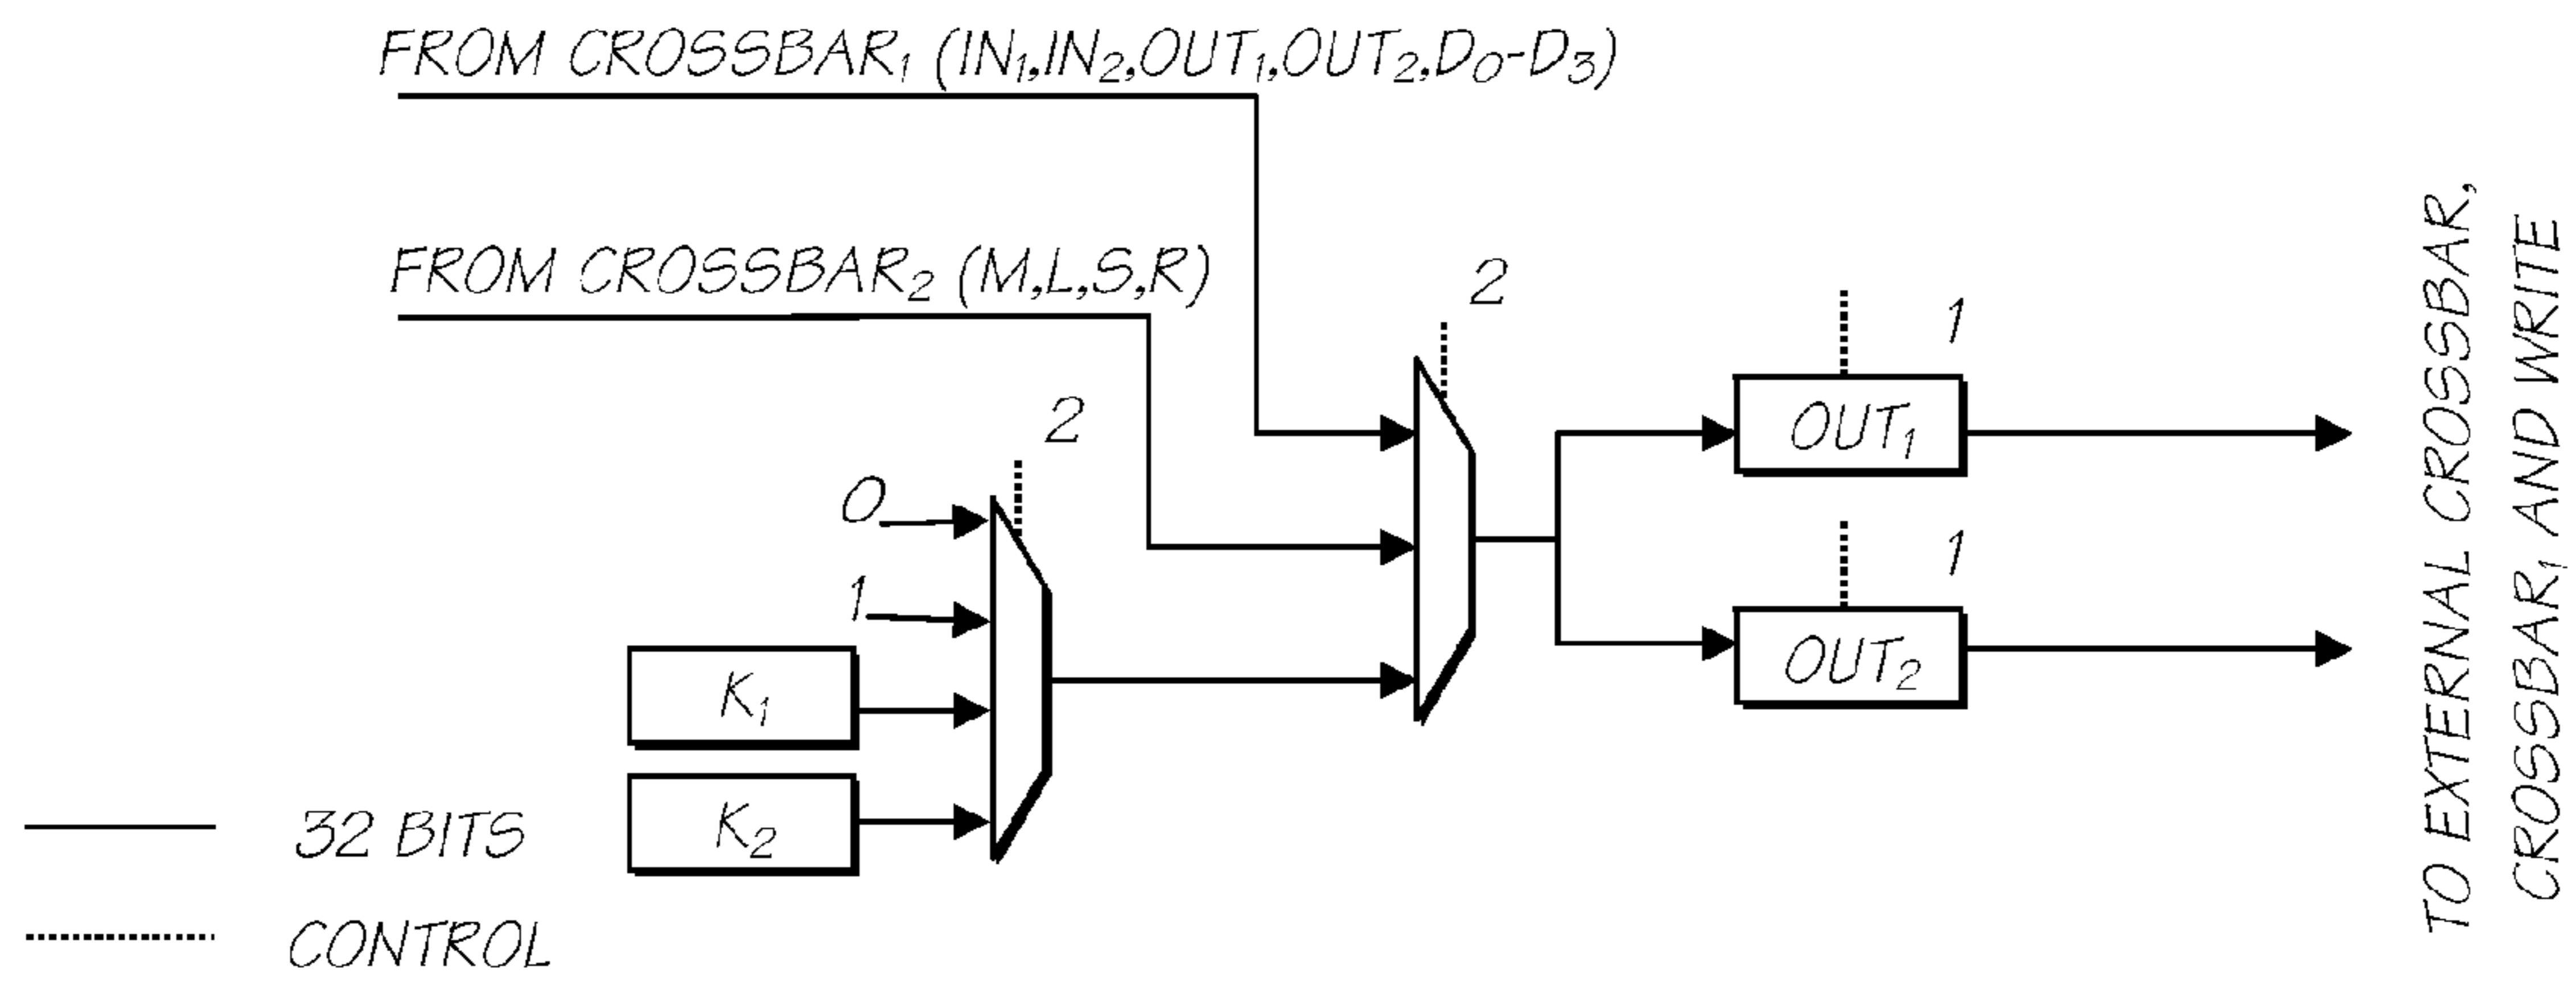 FROM CROSSBAR₁ (IN₁,IN₂,OUT₁,OUT₂,D₀-D₃)
FROM CROSSBAR₂ (M,L,S,R)
2
2
1
OUT₁
0
1
1
OUT₂
K₁
K₂
32 BITS
CONTROL
TO EXTERNAL CROSSBAR,
CROSSBAR₁ AND WRITE